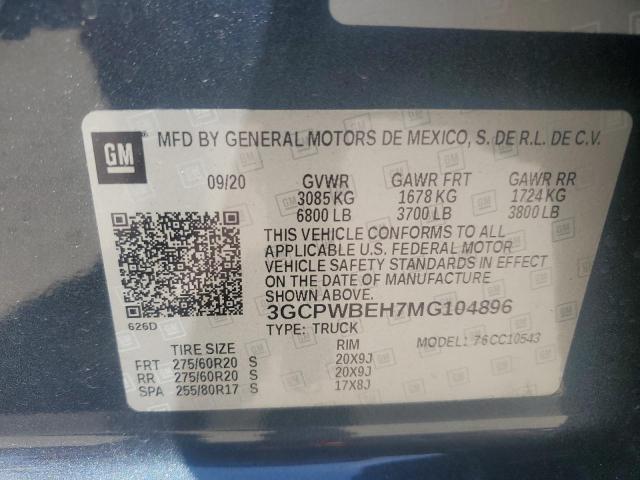 GM
MFD BY GENERAL MOTORS DE MEXICO, S. DE R.L. DE C.V.
09/20 GVWR GAWR FRT GAWR RR
3085 KG 1678 KG 1724 KG
6800 LB 3700 LB 3800 LB
THIS VEHICLE CONFORMS TO ALL
APPLICABLE U.S. FEDERAL MOTOR
VEHICLE SAFETY STANDARDS IN EFFECT
ON THE DATE OF MANUFACTURE
SHOWN ABOVE.
3GCPWBEH7MG104896
626D
TYPE: TRUCK MODEL: 76CC10543
TIRE SIZE RIM
FRT 275/60R20 S 20X9J
RR 275/60R20 S 20X9J
SPA 255/80R17 S 17X8J